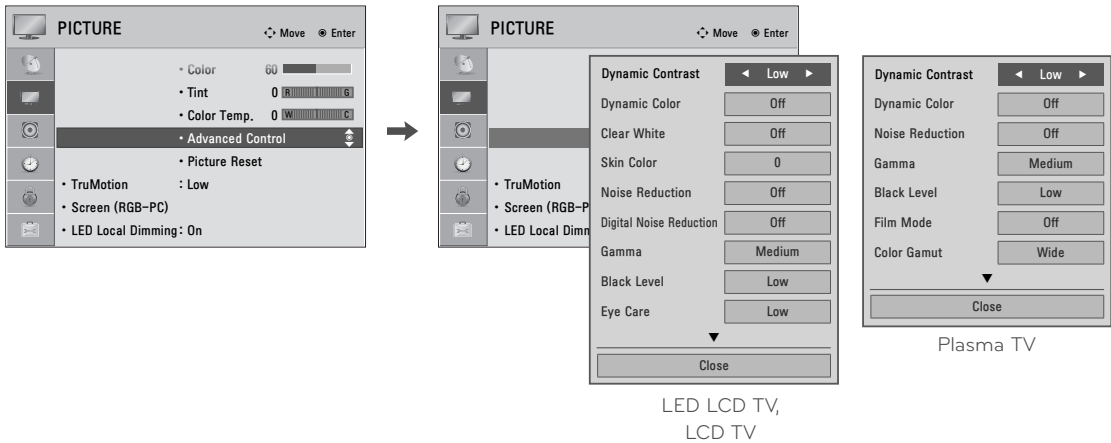 PICTURE
Move Enter
• Color 60
• Tint 0 R G
• Color Temp. 0 W C
• Advanced Control
• Picture Reset
• TruMotion : Low
• Screen (RGB-PC)
• LED Local Dimming : On
PICTURE
Move Enter
• TruMotion
• Screen (RGB-P
• LED Local Dimm
Dynamic Contrast ◄ Low ►
Dynamic Color Off
Clear White Off
Skin Color 0
Noise Reduction Off
Digital Noise Reduction Off
Gamma Medium
Black Level Low
Eye Care Low
▼
Close
LED LCD TV,
LCD TV
Dynamic Contrast ◄ Low ►
Dynamic Color Off
Noise Reduction Off
Gamma Medium
Black Level Low
Film Mode Off
Color Gamut Wide
▼
Close
Plasma TV